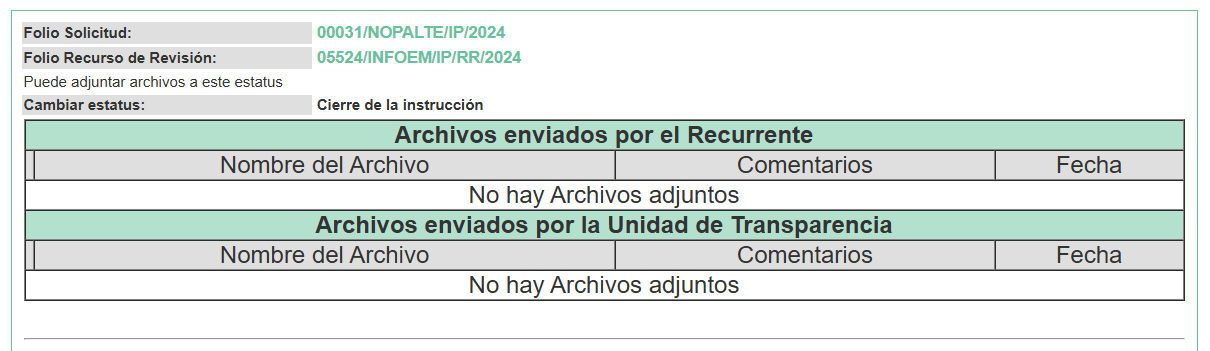 Folio Solicitud: 00031/NOPALTE/IP/2024
Folio Recurso de Revisión: 05524/INFOEM/IP/RR/2024
Puede adjuntar archivos a este estatus
Cambiar estatus: Cierre de la instrucción
Archivos enviados por el Recurrente
Nombre del Archivo Comentarios Fecha
No hay Archivos adjuntos
Archivos enviados por la Unidad de Transparencia
Nombre del Archivo Comentarios Fecha
No hay Archivos adjuntos